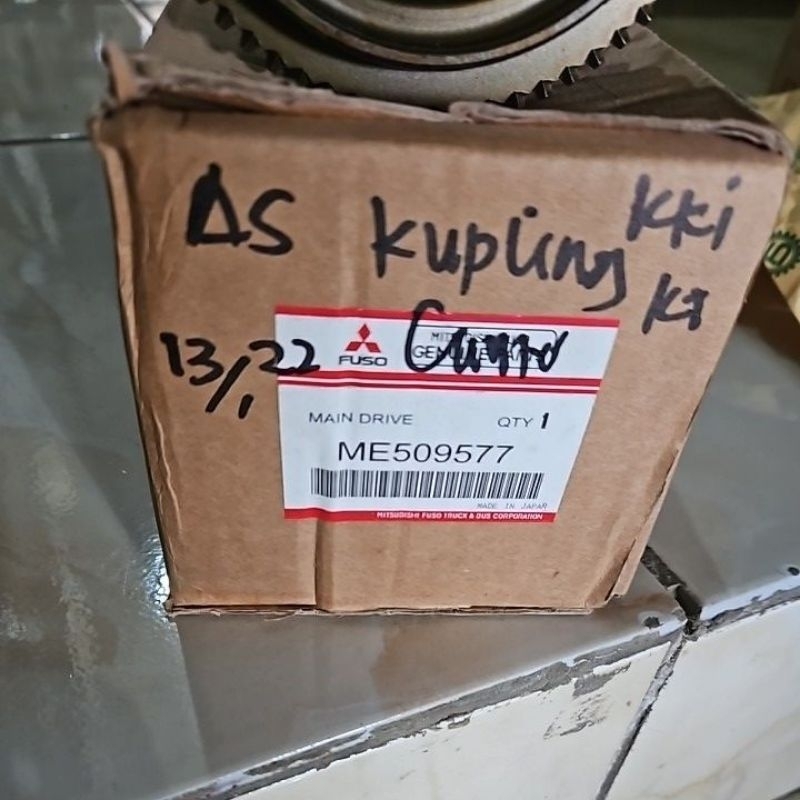 AS kupling kki
kt
13/1 22
FUSO
MAIN DRIVE QTY 1
ME509577
MADE IN JAPAN
MITSUBISHI FUSO TRUCK & BUS CORPORATION